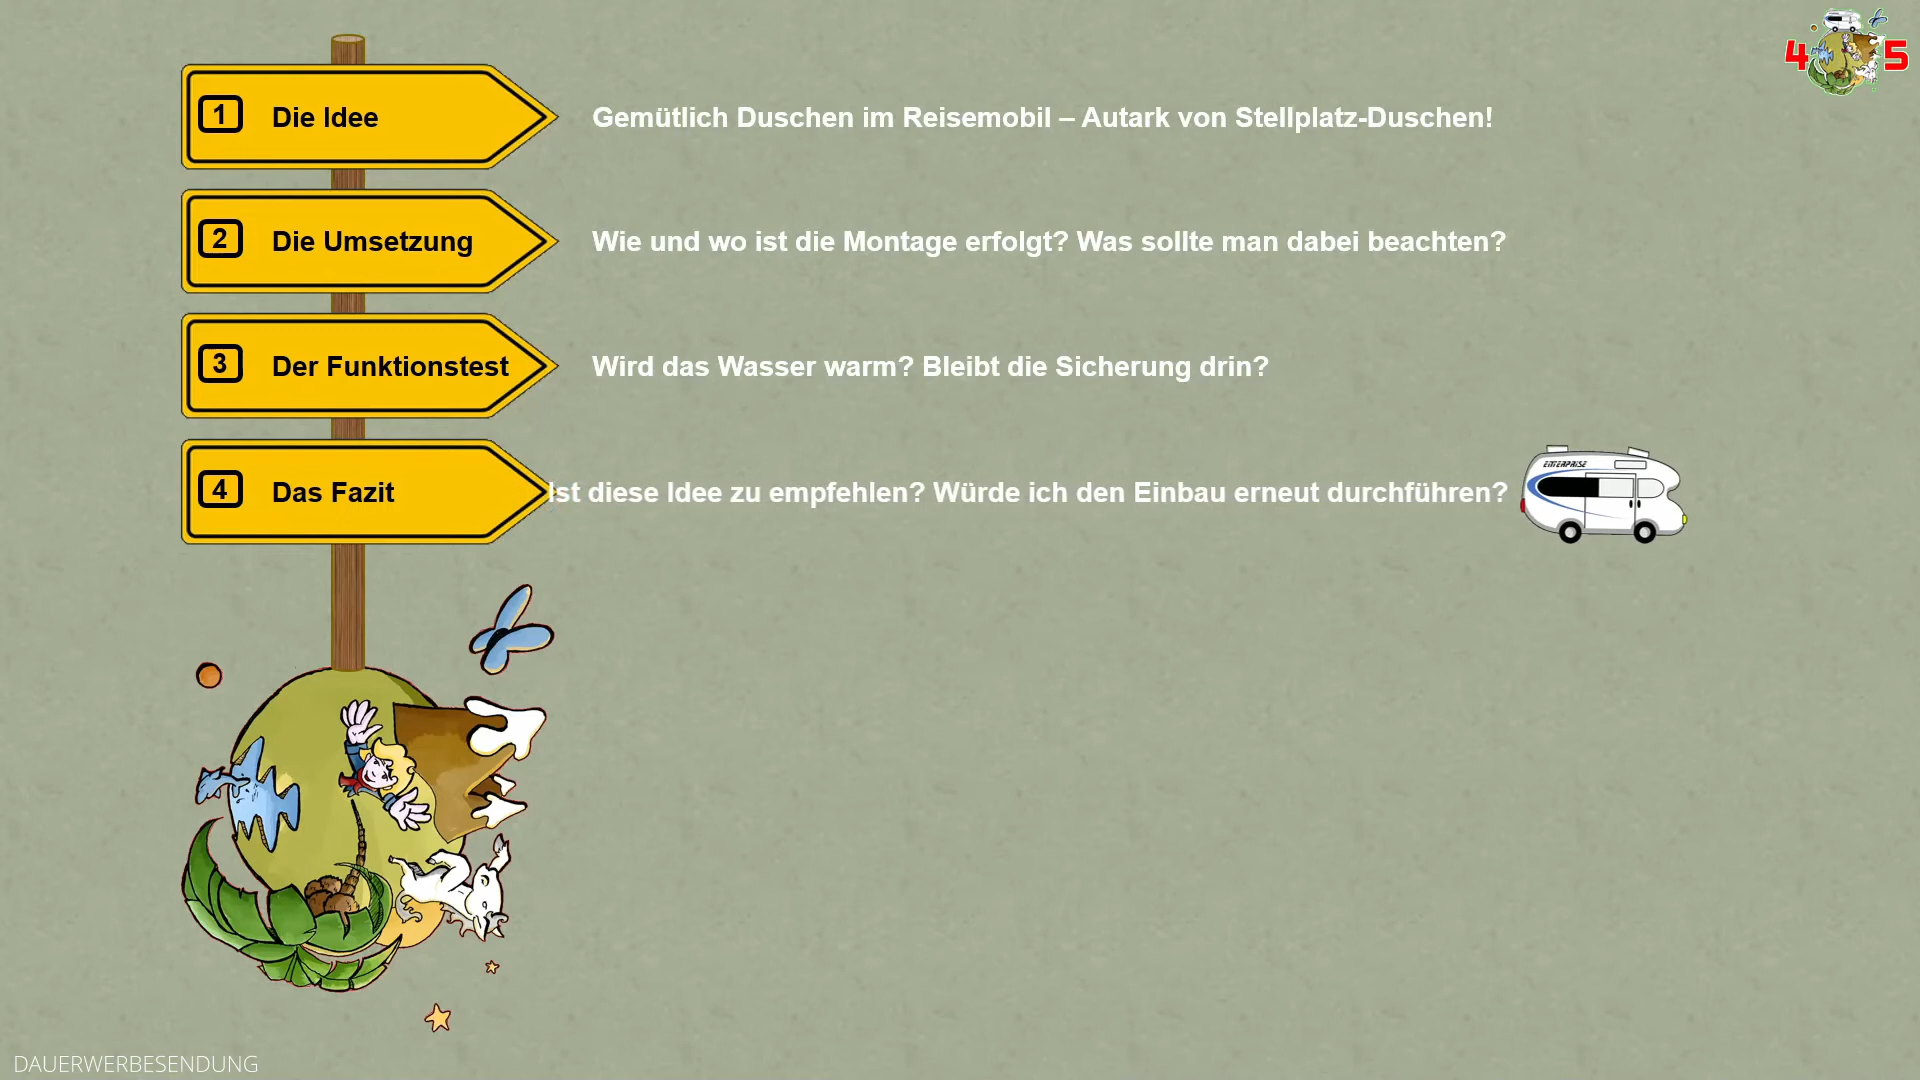 4 5
1 Die Idee Gemütlich Duschen im Reisemobil – Autark von Stellplatz-Duschen!
2 Die Umsetzung Wie und wo ist die Montage erfolgt? Was sollte man dabei beachten?
3 Der Funktionstest Wird das Wasser warm? Bleibt die Sicherung drin?
4 Das Fazit Ist diese Idee zu empfehlen? Würde ich den Einbau erneut durchführen?
ENTERPRISE
DAUERWERBESENDUNG